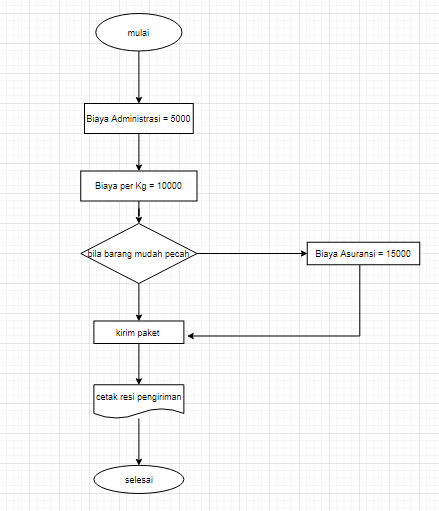 mulai
Biaya Administrasi = 5000
Biaya per Kg = 10000
bila barang mudah pecah
Biaya Asuransi = 15000
kirim paket
cetak resi pengiriman
selesai